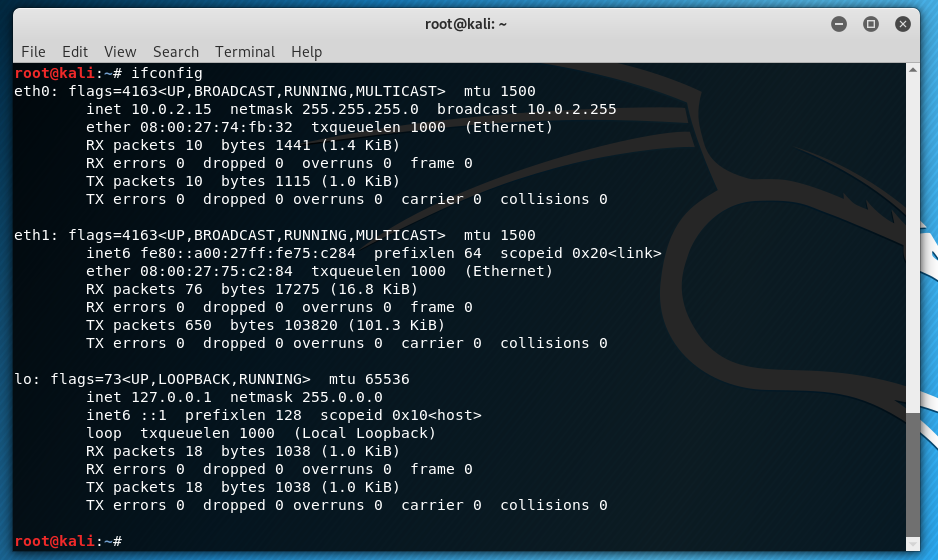 root@kali: ~
File Edit View Search Terminal Help
root@kali:~# ifconfig
eth0: flags=4163<UP,BROADCAST,RUNNING,MULTICAST>  mtu 1500
        inet 10.0.2.15  netmask 255.255.255.0  broadcast 10.0.2.255
        ether 08:00:27:74:fb:32  txqueuelen 1000  (Ethernet)
        RX packets 10  bytes 1441 (1.4 KiB)
        RX errors 0  dropped 0  overruns 0  frame 0
        TX packets 10  bytes 1115 (1.0 KiB)
        TX errors 0  dropped 0 overruns 0  carrier 0  collisions 0
eth1: flags=4163<UP,BROADCAST,RUNNING,MULTICAST>  mtu 1500
        inet6 fe80::a00:27ff:fe75:c284  prefixlen 64  scopeid 0x20<link>
        ether 08:00:27:75:c2:84  txqueuelen 1000  (Ethernet)
        RX packets 76  bytes 17275 (16.8 KiB)
        RX errors 0  dropped 0  overruns 0  frame 0
        TX packets 650  bytes 103820 (101.3 KiB)
        TX errors 0  dropped 0 overruns 0  carrier 0  collisions 0
lo: flags=73<UP,LOOPBACK,RUNNING>  mtu 65536
        inet 127.0.0.1  netmask 255.0.0.0
        inet6 ::1  prefixlen 128  scopeid 0x10<host>
        loop  txqueuelen 1000  (Local Loopback)
        RX packets 18  bytes 1038 (1.0 KiB)
        RX errors 0  dropped 0  overruns 0  frame 0
        TX packets 18  bytes 1038 (1.0 KiB)
        TX errors 0  dropped 0 overruns 0  carrier 0  collisions 0
root@kali:~#